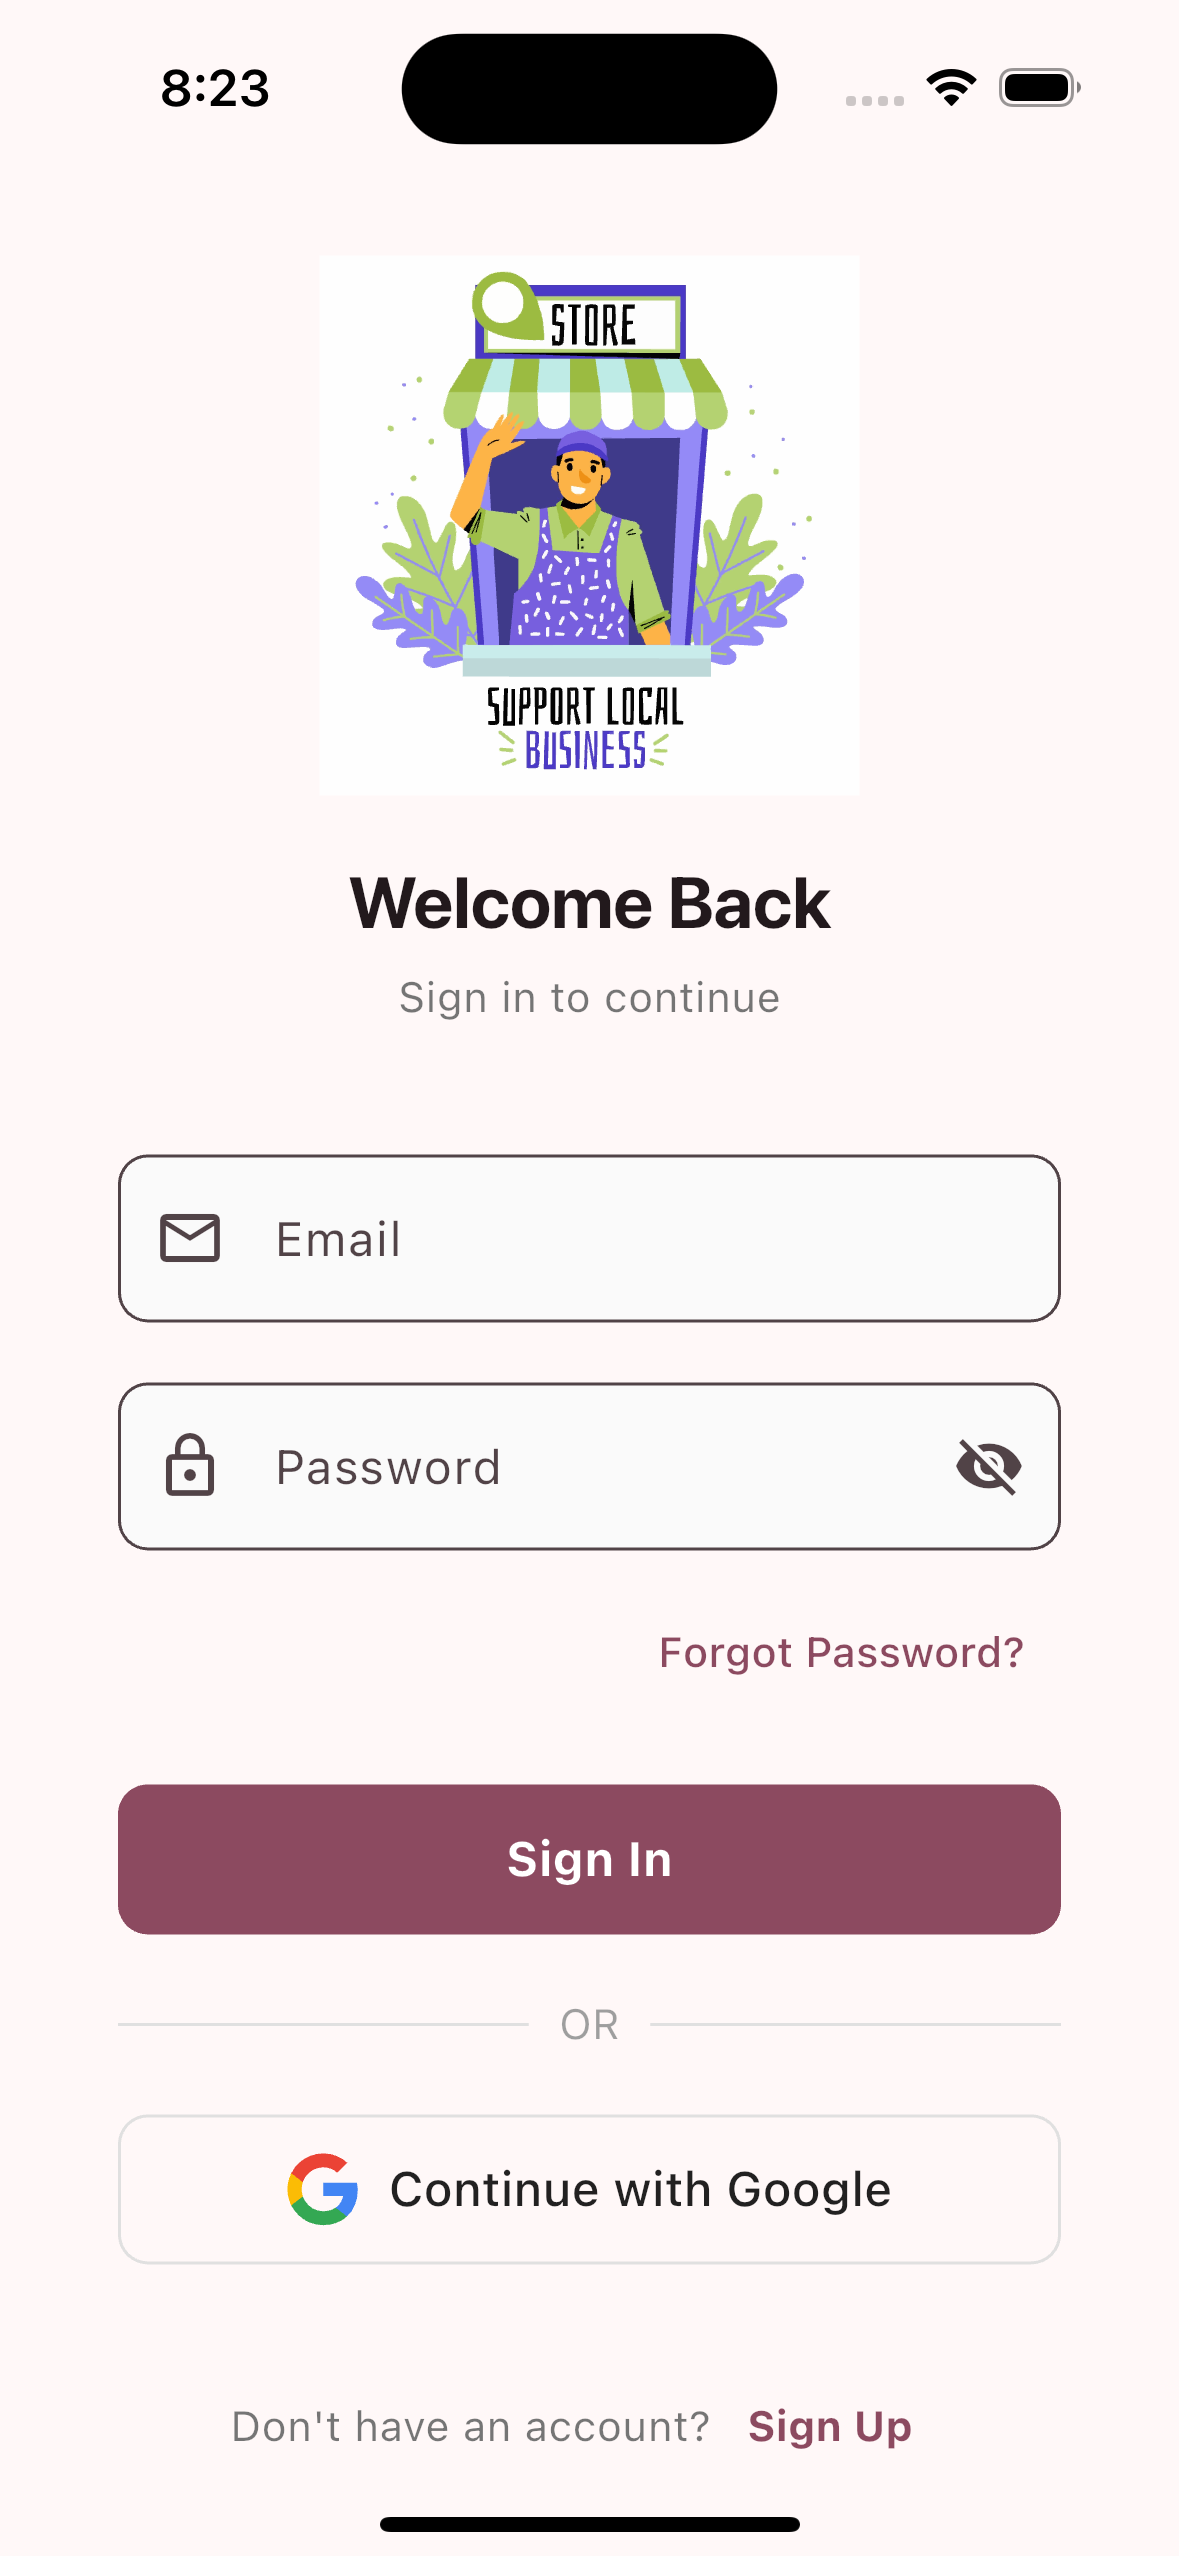 8:23
STORE
SUPPORT LOCAL
BUSINESS
Welcome Back
Sign in to continue
Email
Password
Forgot Password?
Sign In
OR
Continue with Google
Don't have an account? Sign Up